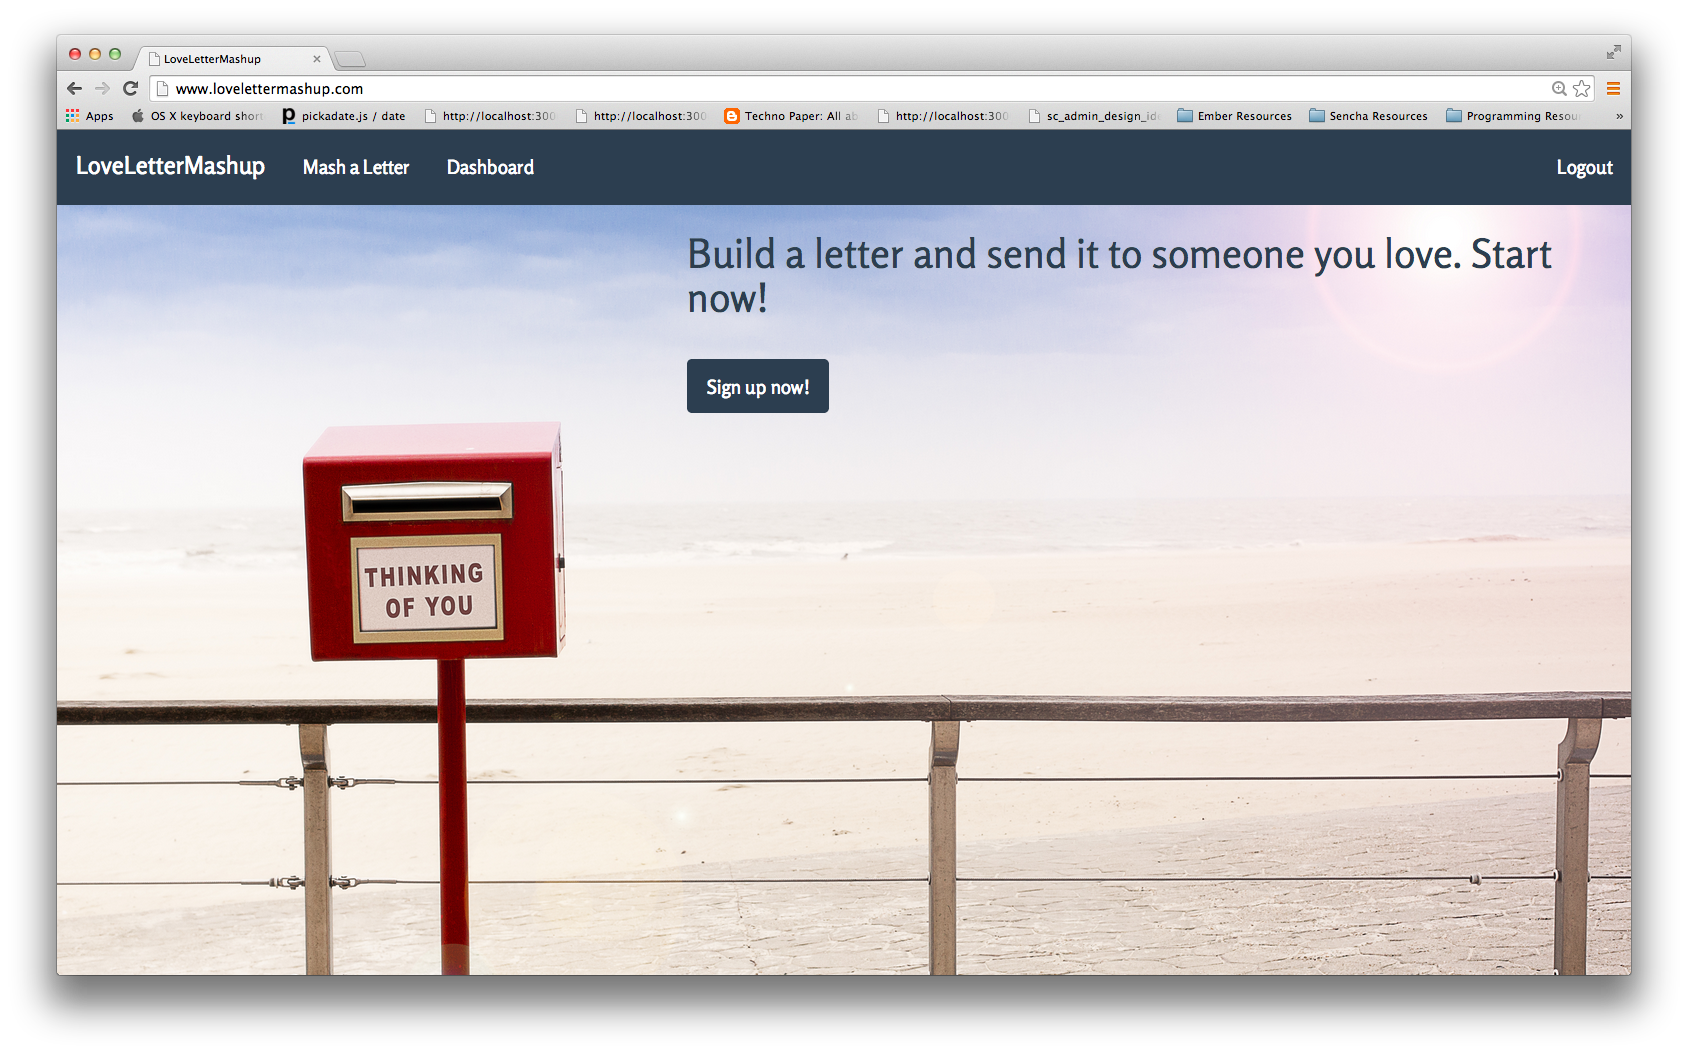 LoveLetterMashup
www.lovelettermashup.com
Apps OS X keyboard short pickadate.js / date http://localhost:300 http://localhost:300 Techno Paper: All ab http://localhost:300 sc_admin_design_ide Ember Resources Sencha Resources Programming Resour »
LoveLetterMashup Mash a Letter Dashboard Logout
Build a letter and send it to someone you love. Start
now!
Sign up now!
THINKING
OF YOU